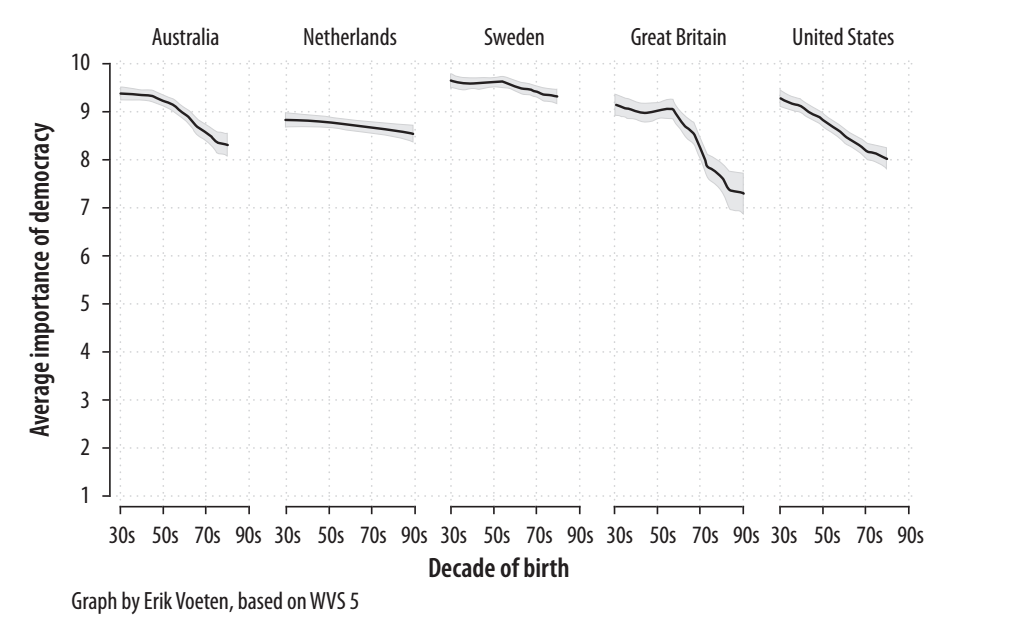 Australia Netherlands Sweden Great Britain United States
10
9
8
7
6
5
4
3
2
1
Average importance of democracy
30s 50s 70s 90s 30s 50s 70s 90s 30s 50s 70s 90s 30s 50s 70s 90s 30s 50s 70s 90s
Decade of birth
Graph by Erik Voeten, based on WVS 5